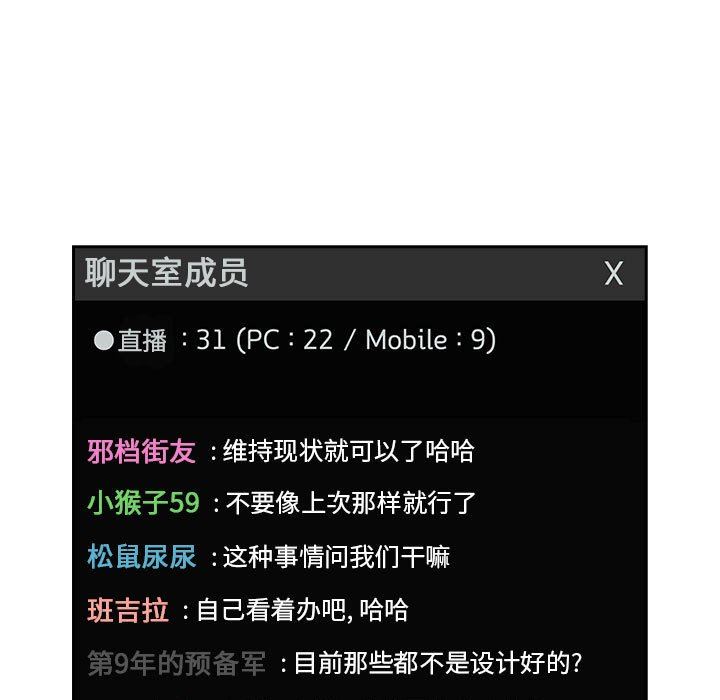 聊天室成员 X
●直播 : 31 (PC : 22 / Mobile : 9)
邪档街友 : 维持现状就可以了哈哈
小猴子59 : 不要像上次那样就行了
松鼠尿尿 : 这种事情问我们干嘛
班吉拉 : 自己看着办吧, 哈哈
第9年的预备军 : 目前那些都不是设计好的?